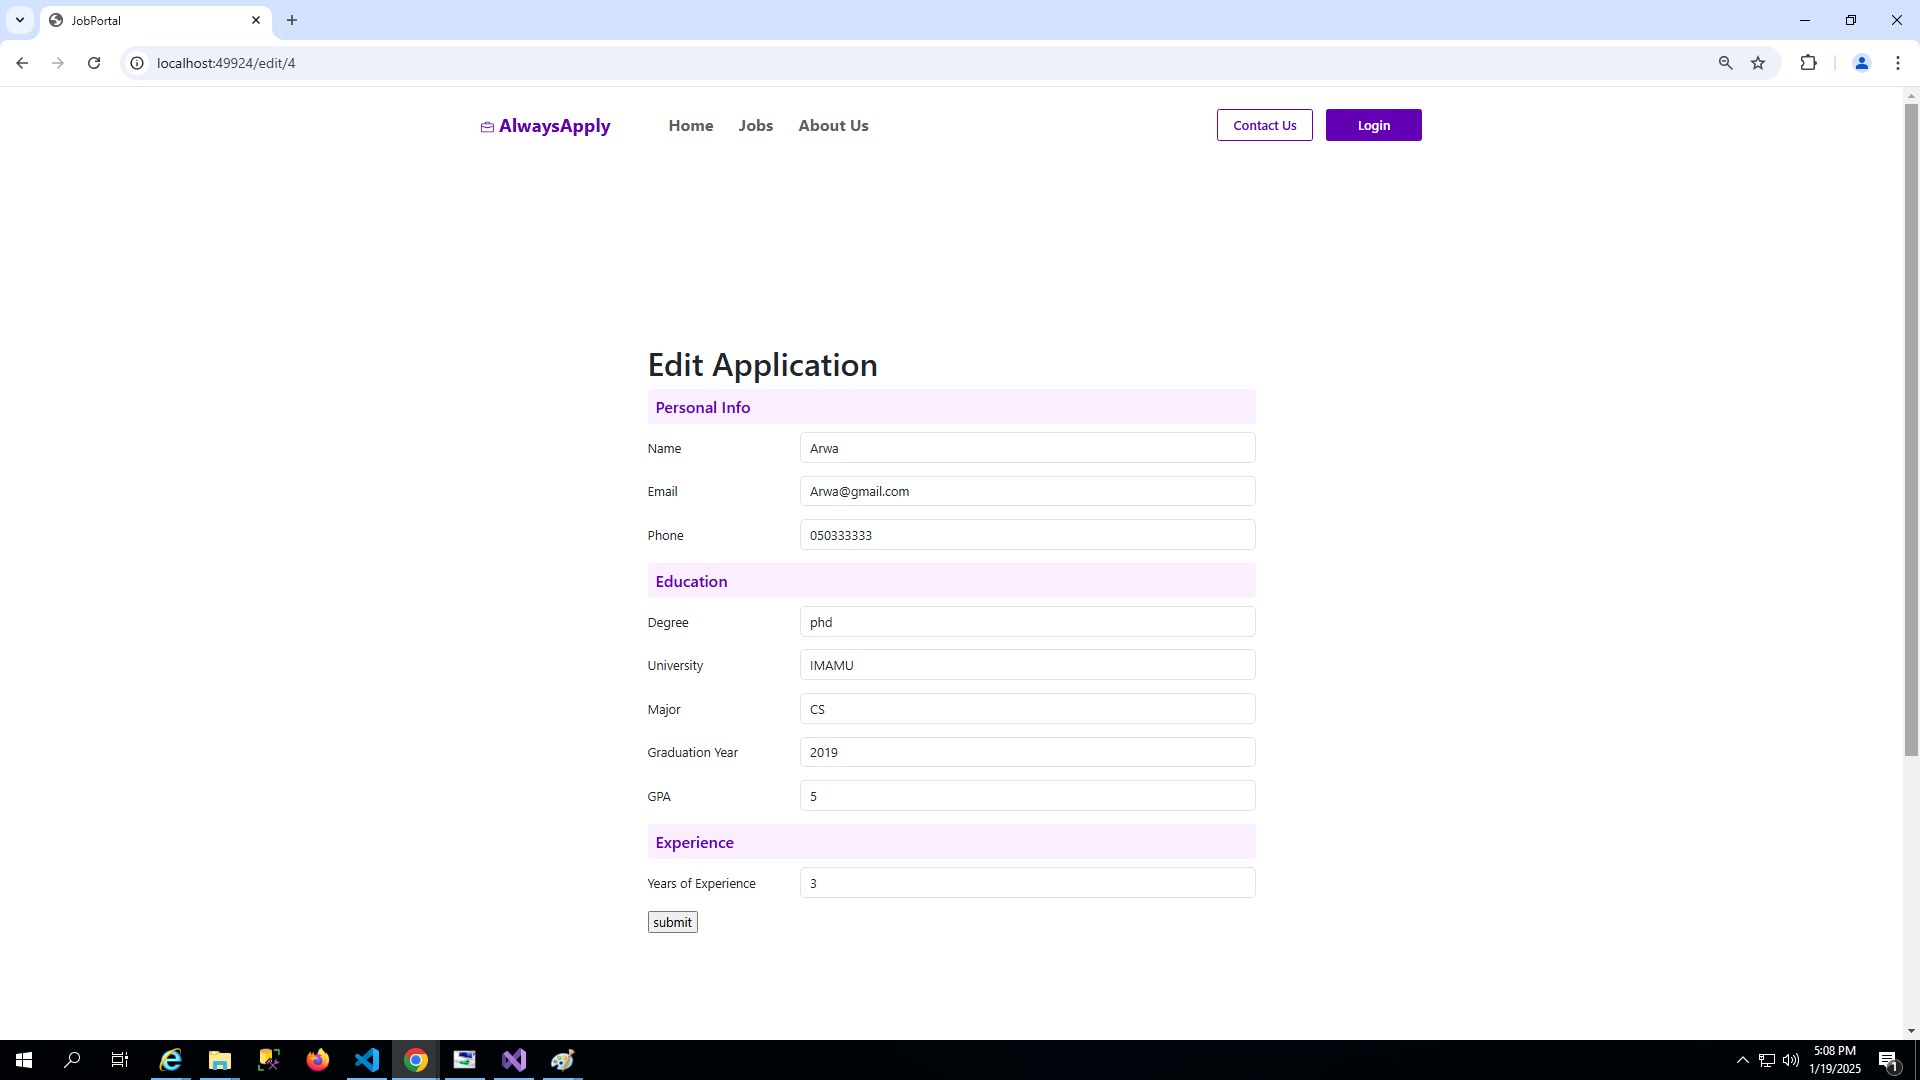 JobPortal
localhost:49924/edit/4
AlwaysApply Home Jobs About Us Contact Us Login
Edit Application
Personal Info
Name Arwa
Email Arwa@gmail.com
Phone 050333333
Education
Degree phd
University IMAMU
Major CS
Graduation Year 2019
GPA 5
Experience
Years of Experience 3
submit
5:08 PM
1/19/2025
1